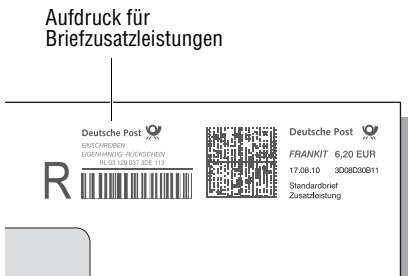 Aufdruck für
Briefzusatzleistungen
Deutsche Post
EINSCHREIBEN
EIGENHÄNDIG RÜCKSCHEIN
RL 03 129 037 3DE 113
R
Deutsche Post
FRANKIT 6,20 EUR
17.08.10 3D08D30B11
Standardbrief
Zusatzleistung